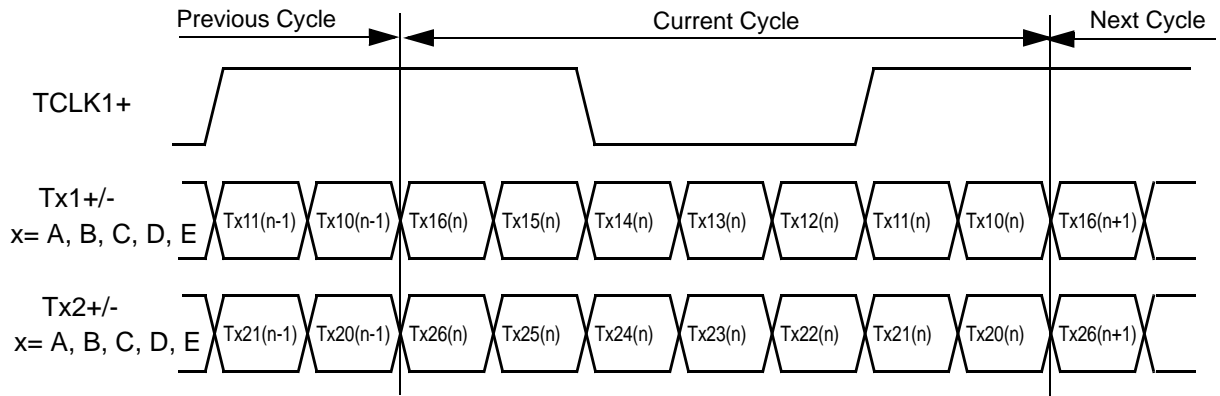 Previous Cycle Current Cycle Next Cycle
TCLK1+
Tx1+/-
x= A, B, C, D, E
Tx11(n-1) Tx10(n-1) Tx16(n) Tx15(n) Tx14(n) Tx13(n) Tx12(n) Tx11(n) Tx10(n) Tx16(n+1)
Tx2+/-
x= A, B, C, D, E
Tx21(n-1) Tx20(n-1) Tx26(n) Tx25(n) Tx24(n) Tx23(n) Tx22(n) Tx21(n) Tx20(n) Tx26(n+1)